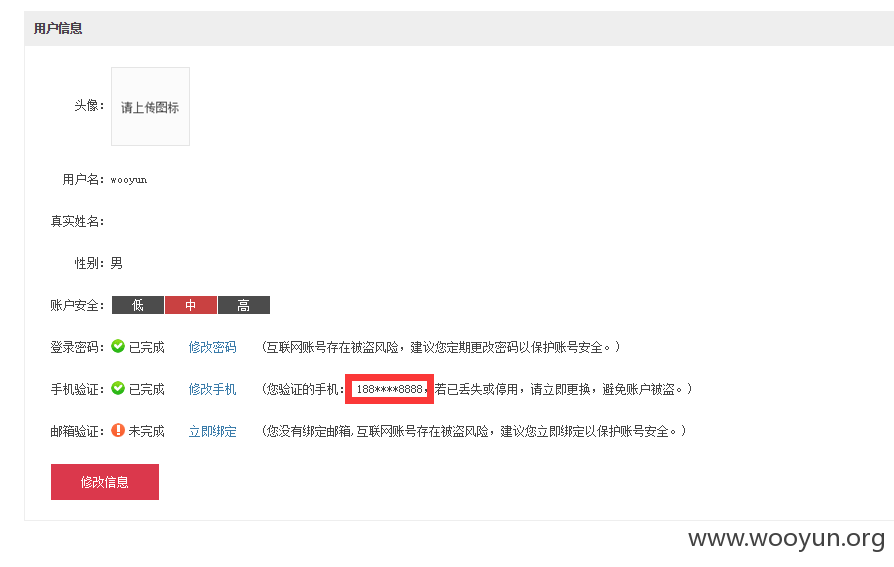 用户信息
头像：
请上传图标
用户名： wooyun
真实姓名：
性别： 男
账户安全： 低 中 高
登录密码： 已完成 修改密码 (互联网账号存在被盗风险，建议您定期更改密码以保护账号安全。)
手机验证： 已完成 修改手机 (您验证的手机：188****8888，若已丢失或停用，请立即更换，避免账户被盗。)
邮箱验证： 未完成 立即绑定 (您没有绑定邮箱,互联网账号存在被盗风险，建议您立即绑定以保护账号安全。)
修改信息
www.wooyun.org